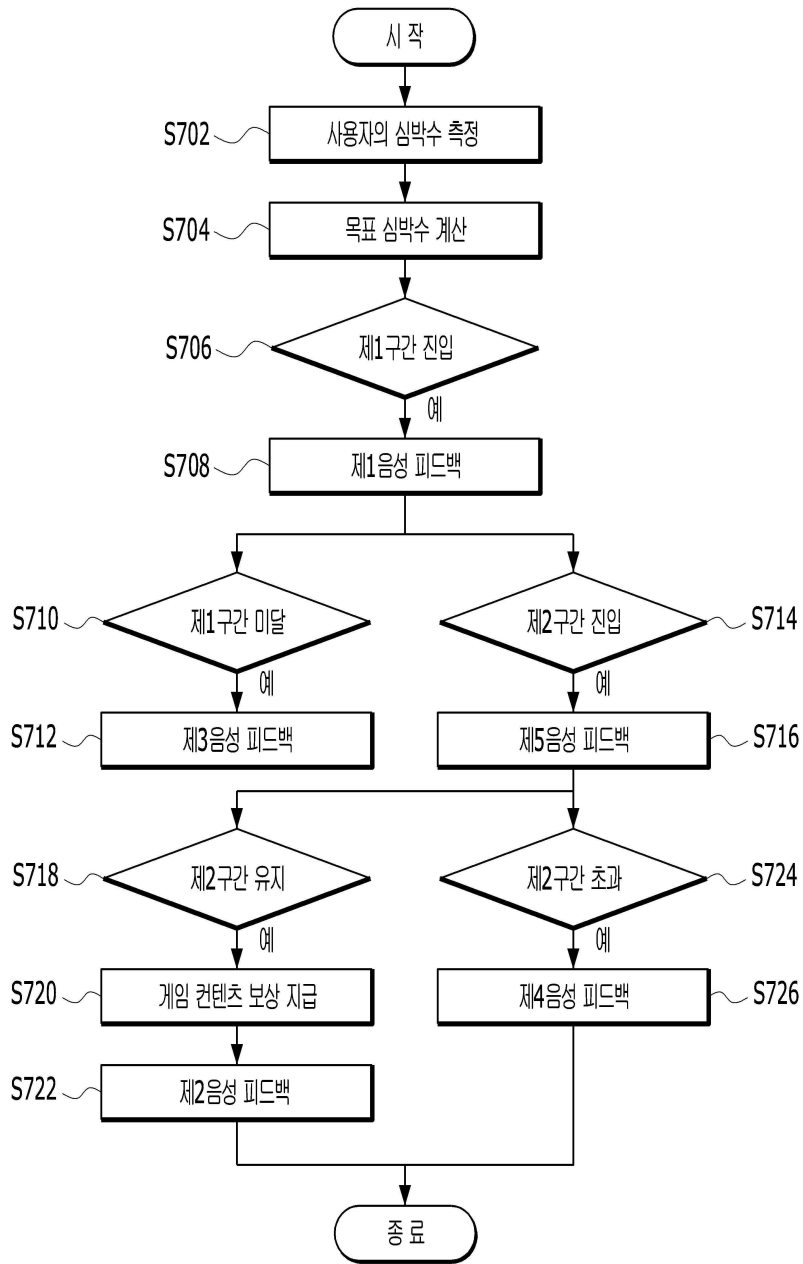 시 작
S702
사용자의 심박수 측정
S704
목표 심박수 계산
S706
제1구간 진입
예
S708
제1음성 피드백
S710
제1구간 미달
제2구간 진입
S714
예
예
S712
제3음성 피드백
제5음성 피드백
S716
S718
제2구간 유지
제2구간 초과
S724
예
예
S720
게임 컨텐츠 보상 지급
제4음성 피드백
S726
S722
제2음성 피드백
종 료